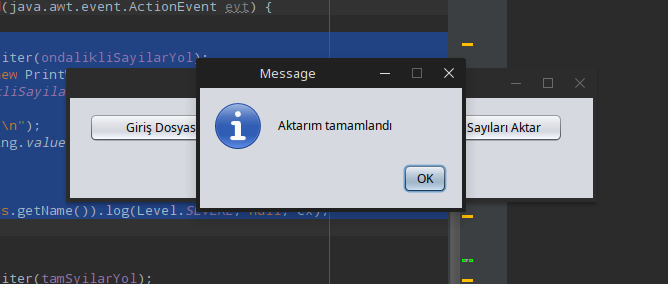 (java.awt.event.ActionEvent evt) {
iter(ondalikliSayilarYol);
new Print
Message
kliSayila
\n");
Giriş Dosyas
Aktarım tamamlandı
Sayıları Aktar
ng.value
OK
s.getName()).log(Level.SEVERE, null, ex);
iter(tamSyilarYol);